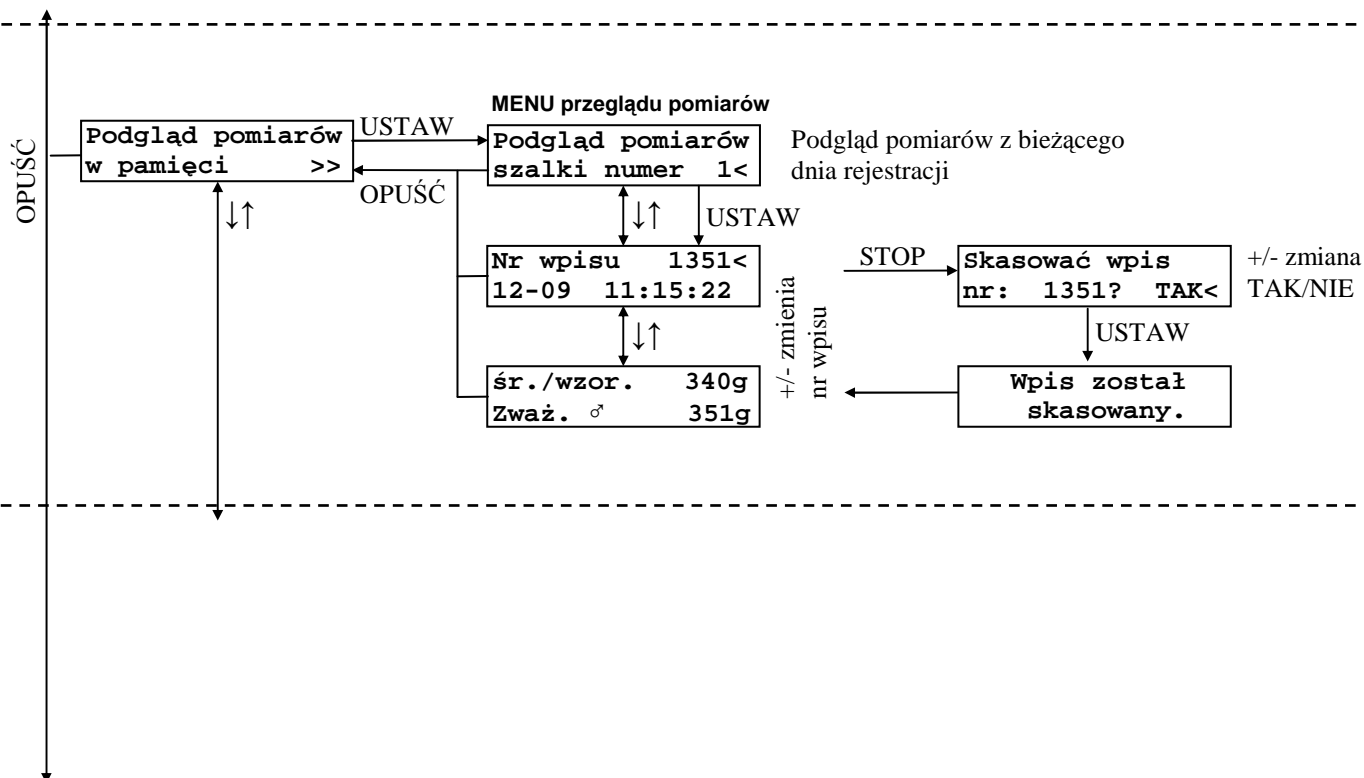 OPUŚĆ
Podgląd pomiarów
w pamięci >>
USTAW
OPUŚĆ
↓↑
MENU przeglądu pomiarów
Podgląd pomiarów
szalki numer 1<
Podgląd pomiarów z bieżącego
dnia rejestracji
↓↑
USTAW
Nr wpisu 1351<
12-09 11:15:22
↓↑
śr./wzor. 340g
Zważ. ♂ 351g
+/- zmienia
nr wpisu
STOP
Skasować wpis
nr: 1351? TAK<
+/- zmiana
TAK/NIE
USTAW
Wpis został
skasowany.